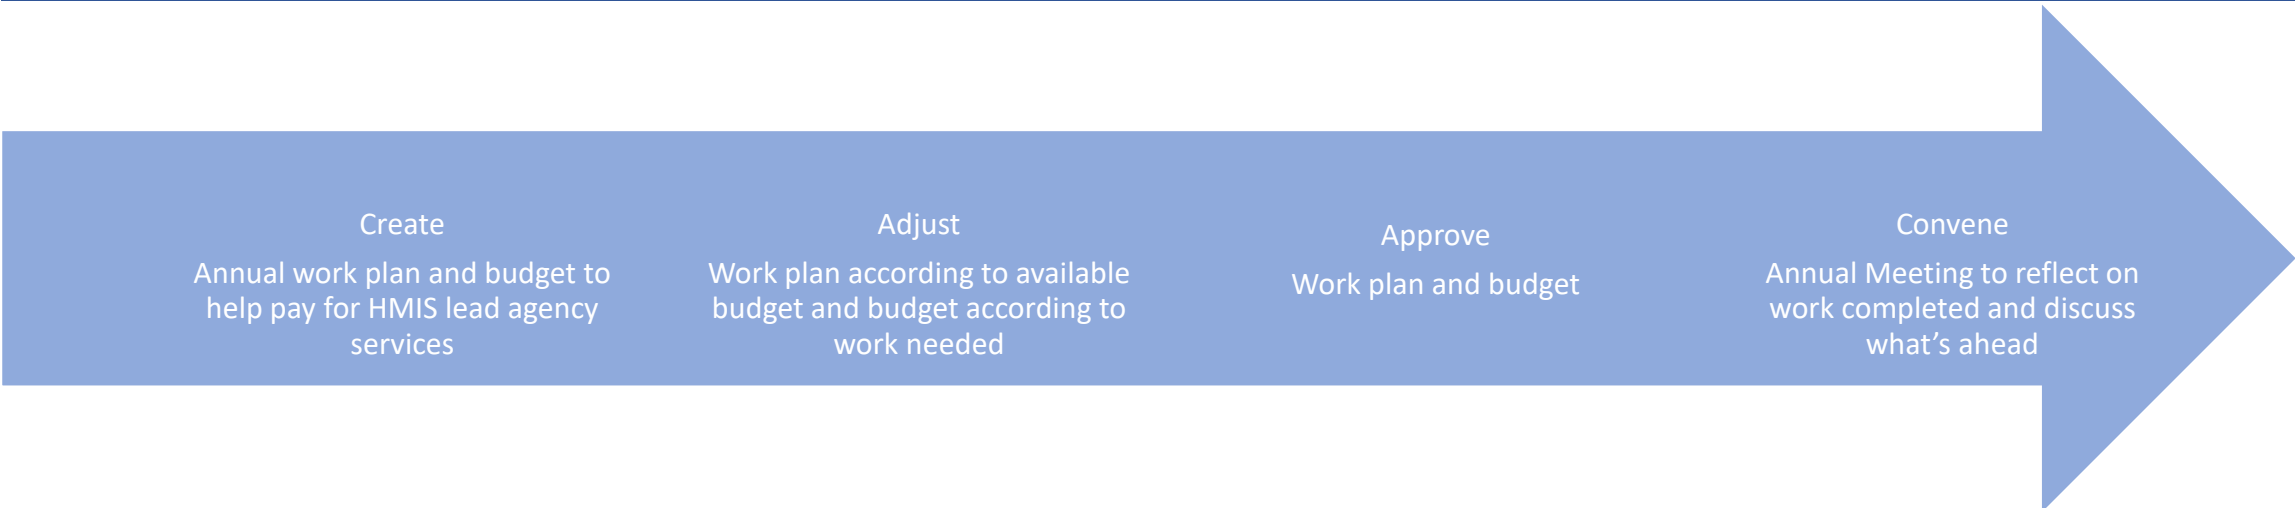 Create
Annual work plan and budget to
help pay for HMIS lead agency
services
Adjust
Work plan according to available
budget and budget according to
work needed
Approve
Work plan and budget
Convene
Annual Meeting to reflect on
work completed and discuss
what’s ahead